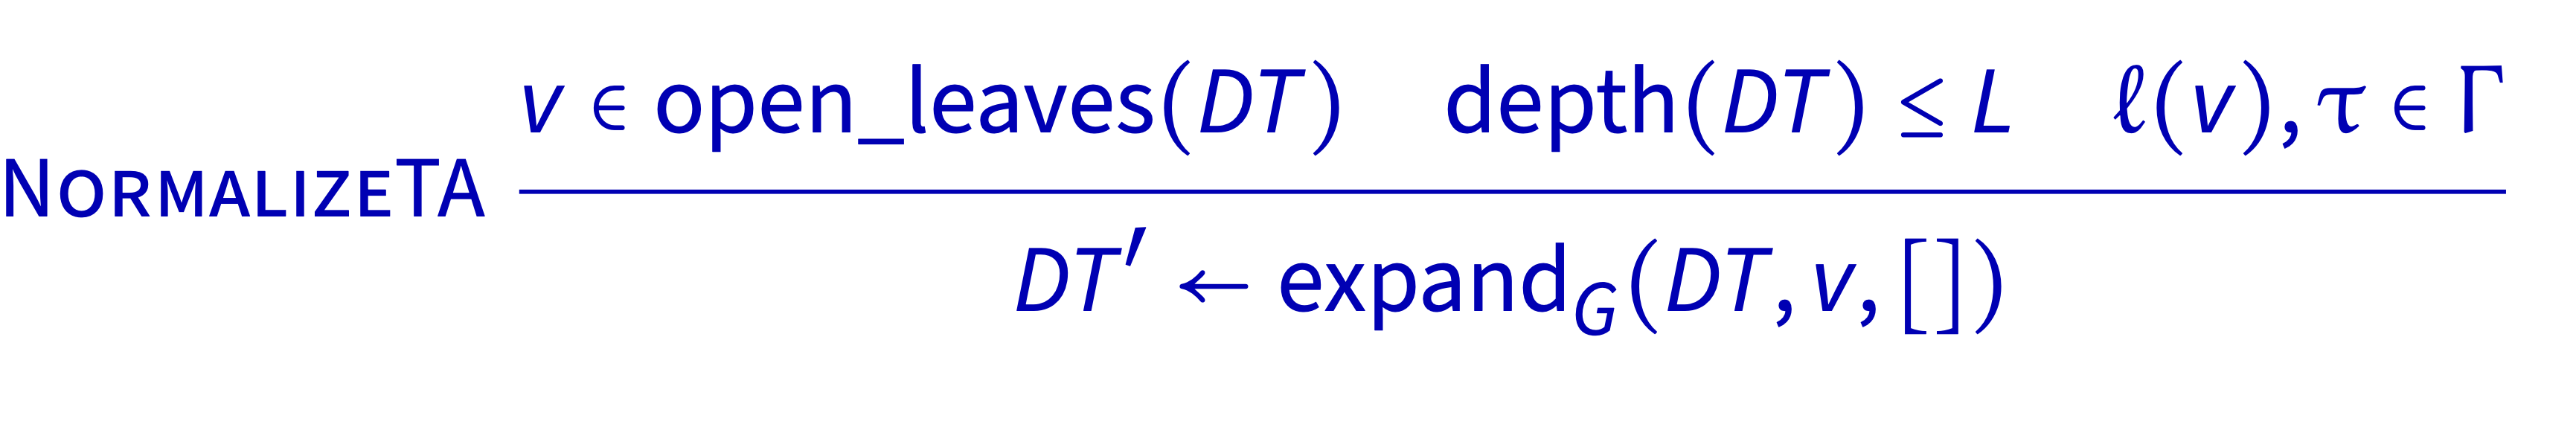 v ∈ open_leaves(DT) depth(DT) ≤ L ℓ(v), τ ∈ Γ
NORMALIZETA
DT′ ← expand_G(DT, v, [])